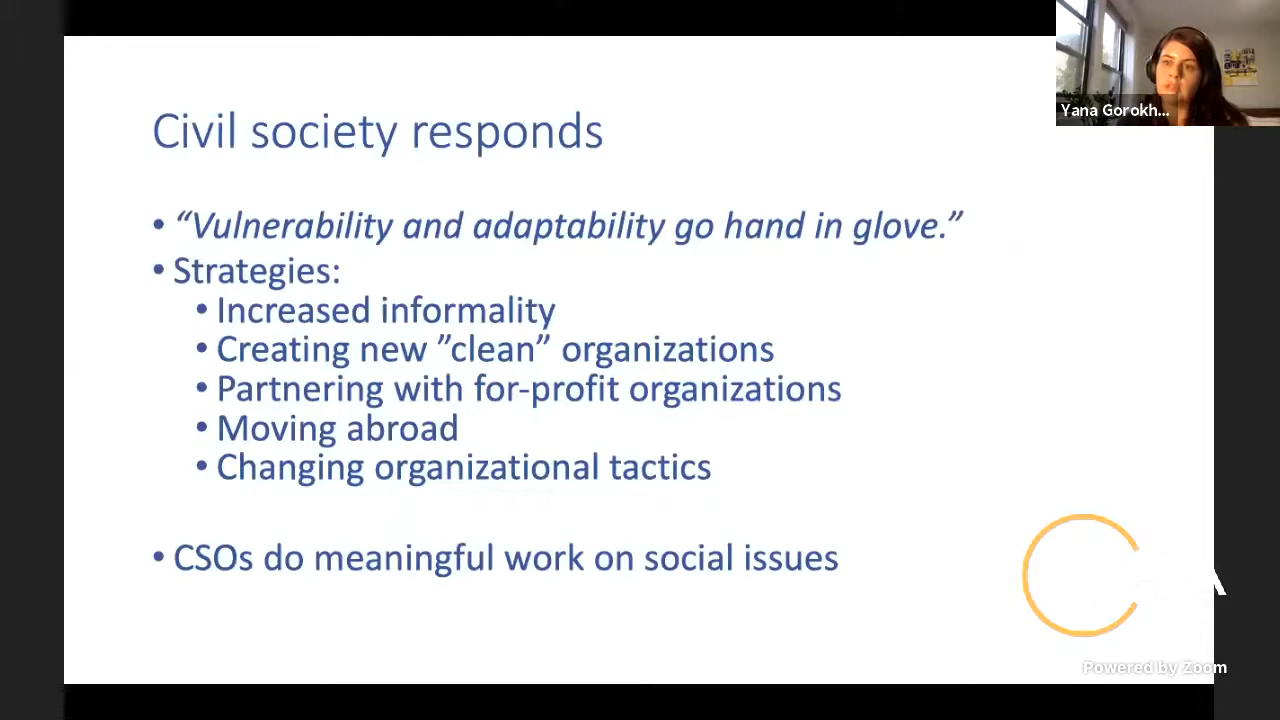 Civil society responds
• “Vulnerability and adaptability go hand in glove.”
• Strategies:
• Increased informality
• Creating new ”clean” organizations
• Partnering with for-profit organizations
• Moving abroad
• Changing organizational tactics
• CSOs do meaningful work on social issues
Yana Gorokh...
Powered by Zoom